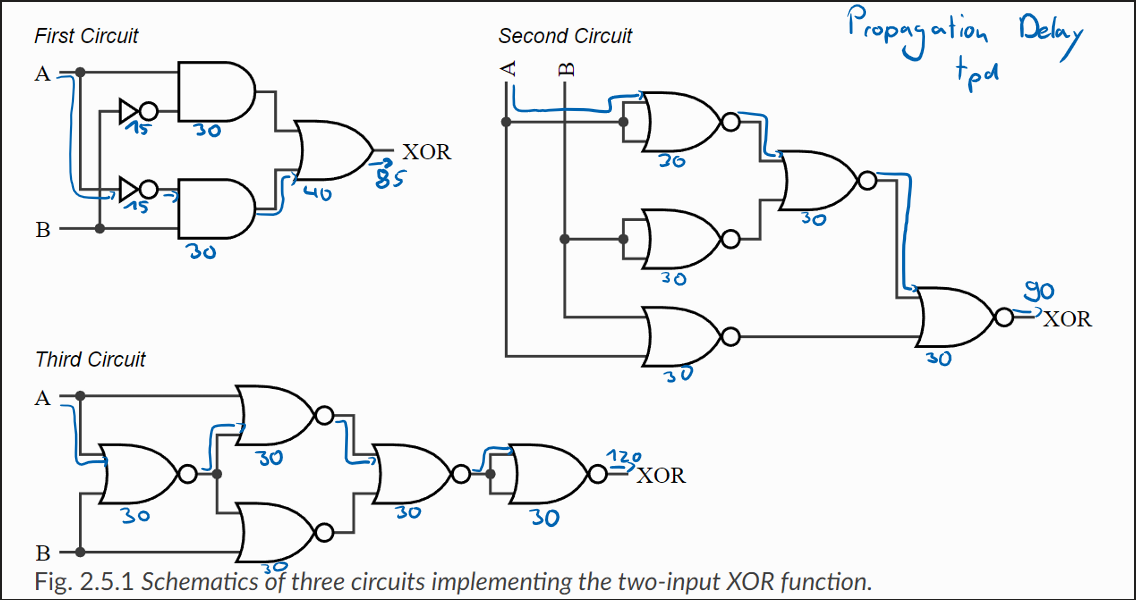 First Circuit
A
15
30
15
30
40
XOR
85
B
Second Circuit
A
B
30
30
30
30
30
90
XOR
Propagation Delay
tpd
Third Circuit
A
30
30
30
30
30
120
XOR
B
Fig. 2.5.1 Schematics of three circuits implementing the two-input XOR function.